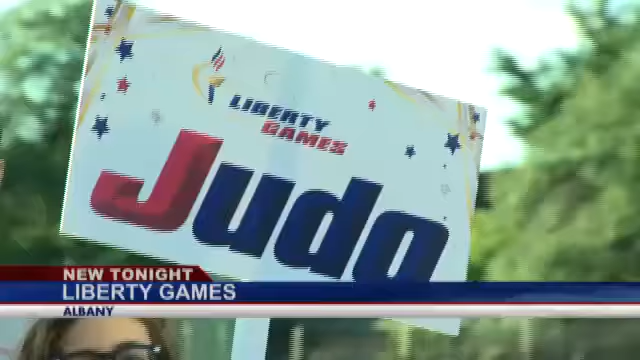 LIBERTY
GAMES
Judo
NEW TONIGHT
LIBERTY GAMES
ALBANY